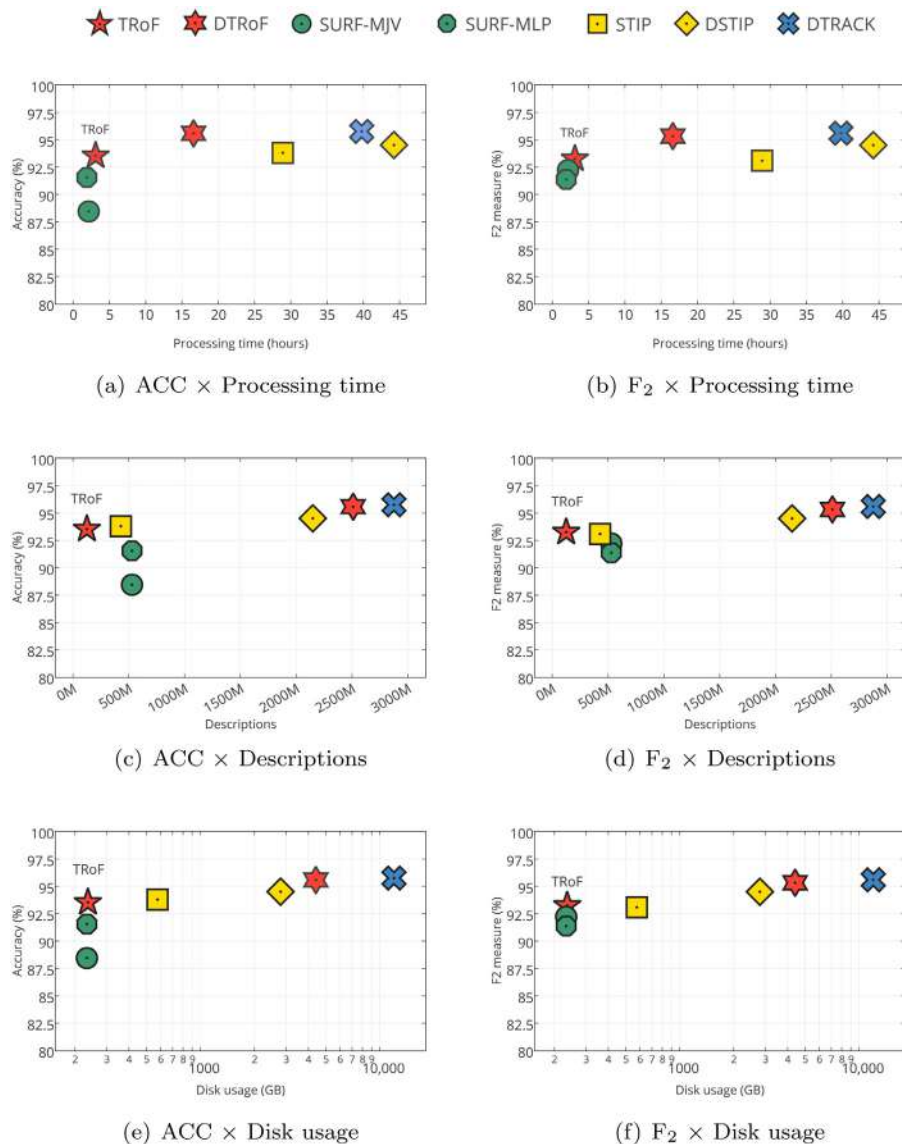 TRoF DTRoF SURF-MJV SURF-MLP STIP DSTIP DTRACK
100
97.5
95
92.5
90
87.5
85
82.5
80
Accuracy (%)
TRoF
0 5 10 15 20 25 30 35 40 45
Processing time (hours)
(a) ACC × Processing time
100
97.5
95
92.5
90
87.5
85
82.5
80
F2 measure (%)
TRoF
0 5 10 15 20 25 30 35 40 45
Processing time (hours)
(b) F₂ × Processing time
100
97.5
95
92.5
90
87.5
85
82.5
80
Accuracy (%)
TRoF
0M 500M 1000M 1500M 2000M 2500M 3000M
Descriptions
(c) ACC × Descriptions
100
97.5
95
92.5
90
87.5
85
82.5
80
F2 measure (%)
TRoF
0M 500M 1000M 1500M 2000M 2500M 3000M
Descriptions
(d) F₂ × Descriptions
100
97.5
95
92.5
90
87.5
85
82.5
80
Accuracy (%)
TRoF
2 3 4 5 6 7 8 9 1000 2 3 4 5 6 7 8 9 10,000
Disk usage (GB)
(e) ACC × Disk usage
100
97.5
95
92.5
90
87.5
85
82.5
80
F2 measure (%)
TRoF
2 3 4 5 6 7 8 9 1000 2 3 4 5 6 7 8 9 10,000
Disk usage (GB)
(f) F₂ × Disk usage